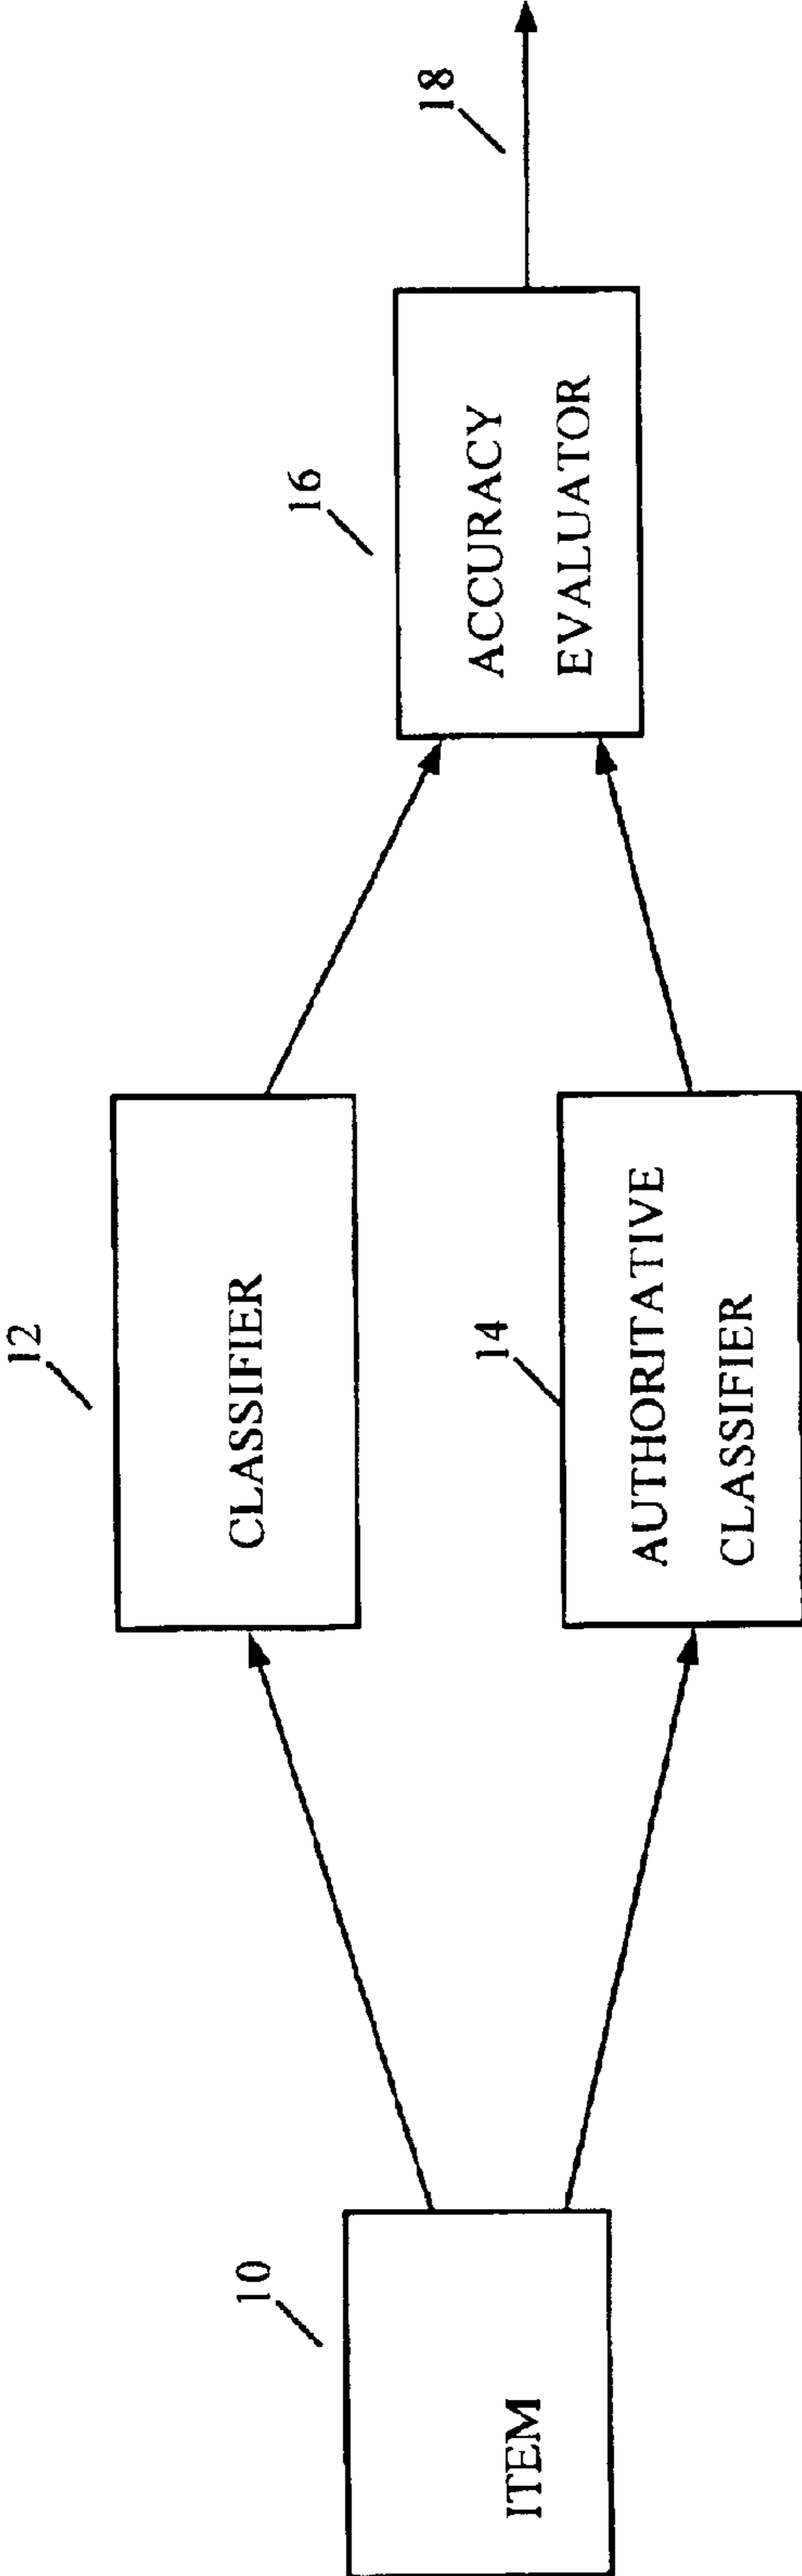 10
ITEM
12
CLASSIFIER
14
AUTHORITATIVE
CLASSIFIER
16
ACCURACY
EVALUATOR
18